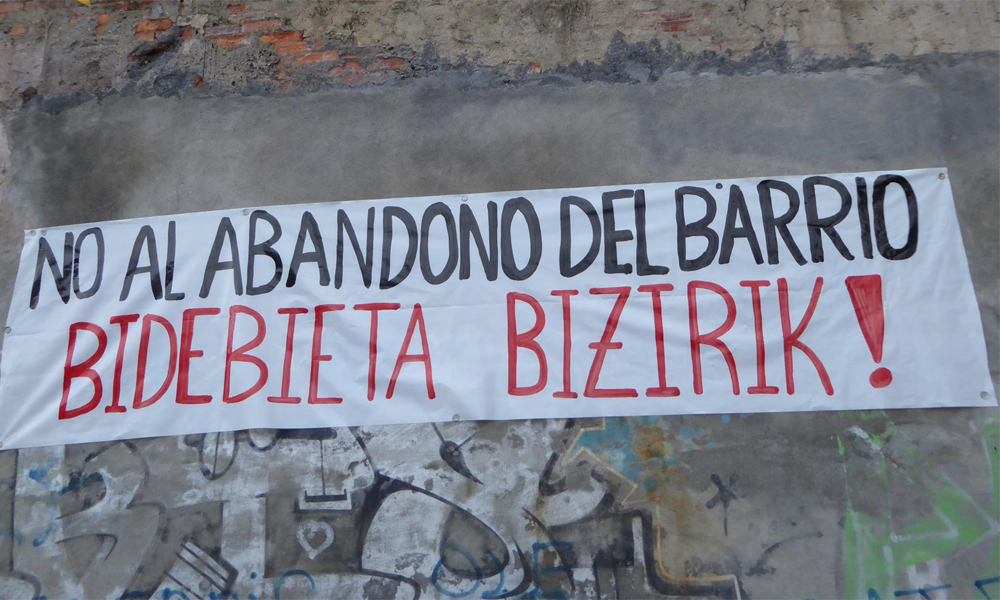 NO AL ABANDONO DEL BARRIO
BIDEBIETA BIZIRIK!